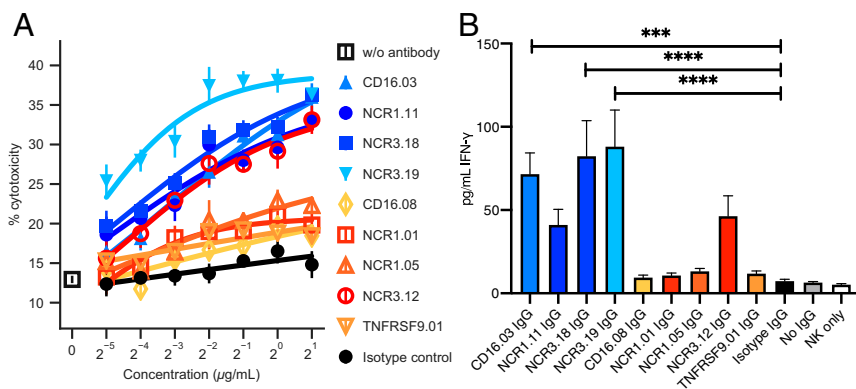 A
% cytotoxicity
40
35
30
25
20
15
10
0
2⁻⁵
2⁻⁴
2⁻³
2⁻²
2⁻¹
2⁰
2¹
Concentration (µg/mL)
w/o antibody
CD16.03
NCR1.11
NCR3.18
NCR3.19
CD16.08
NCR1.01
NCR1.05
NCR3.12
TNFRSF9.01
Isotype control
B
***
****
****
pg/mL IFN-γ
150
100
50
0
CD16.03 IgG
NCR1.11 IgG
NCR3.18 IgG
NCR3.19 IgG
CD16.08 IgG
NCR1.01 IgG
NCR1.05 IgG
NCR3.12 IgG
TNFRSF9.01 IgG
Isotype IgG
No IgG
NK only